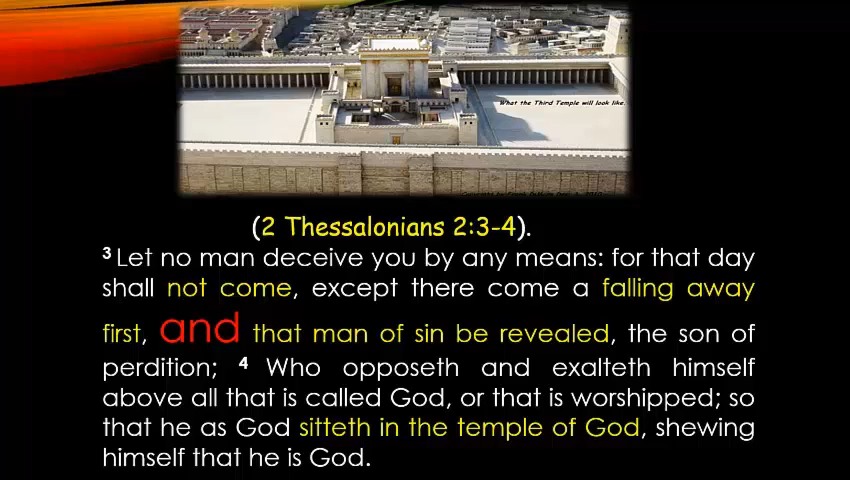 What the Third Temple will look like.
(2 Thessalonians 2:3-4).
3 Let no man deceive you by any means: for that day
shall not come, except there come a falling away
first, and that man of sin be revealed, the son of
perdition; 4 Who opposeth and exalteth himself
above all that is called God, or that is worshipped; so
that he as God sitteth in the temple of God, shewing
himself that he is God.